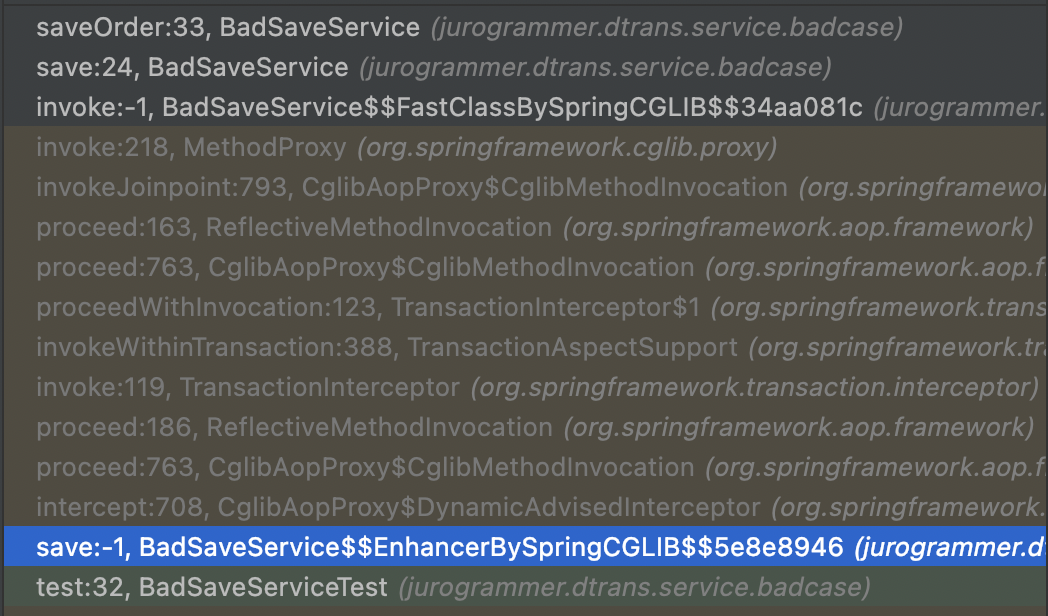 saveOrder:33, BadSaveService (jurogrammer.dtrans.service.badcase)
save:24, BadSaveService (jurogrammer.dtrans.service.badcase)
invoke:-1, BadSaveService$$FastClassBySpringCGLIB$$34aa081c (jurogrammer.
invoke:218, MethodProxy (org.springframework.cglib.proxy)
invokeJoinpoint:793, CglibAopProxy$CglibMethodInvocation (org.springframewo
proceed:163, ReflectiveMethodInvocation (org.springframework.aop.framework)
proceed:763, CglibAopProxy$CglibMethodInvocation (org.springframework.aop.f
proceedWithInvocation:123, TransactionInterceptor$1 (org.springframework.trans
invokeWithinTransaction:388, TransactionAspectSupport (org.springframework.tr
invoke:119, TransactionInterceptor (org.springframework.transaction.interceptor)
proceed:186, ReflectiveMethodInvocation (org.springframework.aop.framework)
proceed:763, CglibAopProxy$CglibMethodInvocation (org.springframework.aop.f
intercept:708, CglibAopProxy$DynamicAdvisedInterceptor (org.springframework.
save:-1, BadSaveService$$EnhancerBySpringCGLIB$$5e8e8946 (jurogrammer.d
test:32, BadSaveServiceTest (jurogrammer.dtrans.service.badcase)